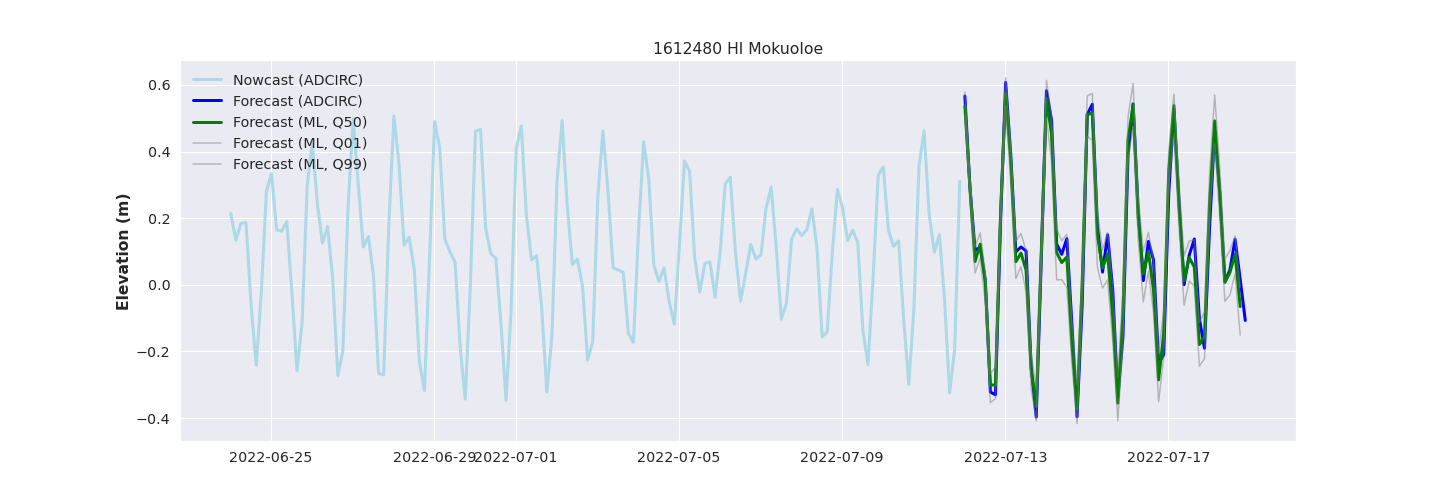 1612480 HI Mokuoloe
Nowcast (ADCIRC)
Forecast (ADCIRC)
Forecast (ML, Q50)
Forecast (ML, Q01)
Forecast (ML, Q99)
Elevation (m)
0.6
0.4
0.2
0.0
−0.2
−0.4
2022-06-25 2022-06-29 2022-07-01 2022-07-05 2022-07-09 2022-07-13 2022-07-17